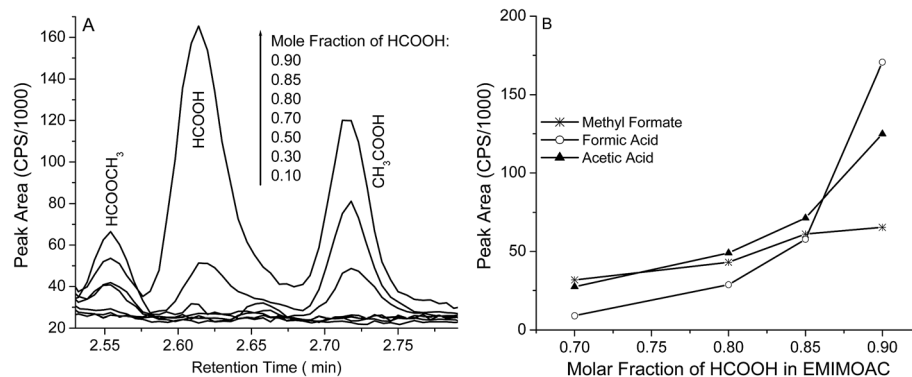 A
Mole Fraction of HCOOH:
0.90
0.85
0.80
0.70
0.50
0.30
0.10
HCOOCH3
HCOOH
CH3COOH
Peak Area (CPS/1000)
160
140
120
100
80
60
40
20
2.55
2.60
2.65
2.70
2.75
Retention Time ( min)
B
Methyl Formate
Formic Acid
Acetic Acid
Peak Area (CPS/1000)
200
150
100
50
0
0.70
0.75
0.80
0.85
0.90
Molar Fraction of HCOOH in EMIMOAC